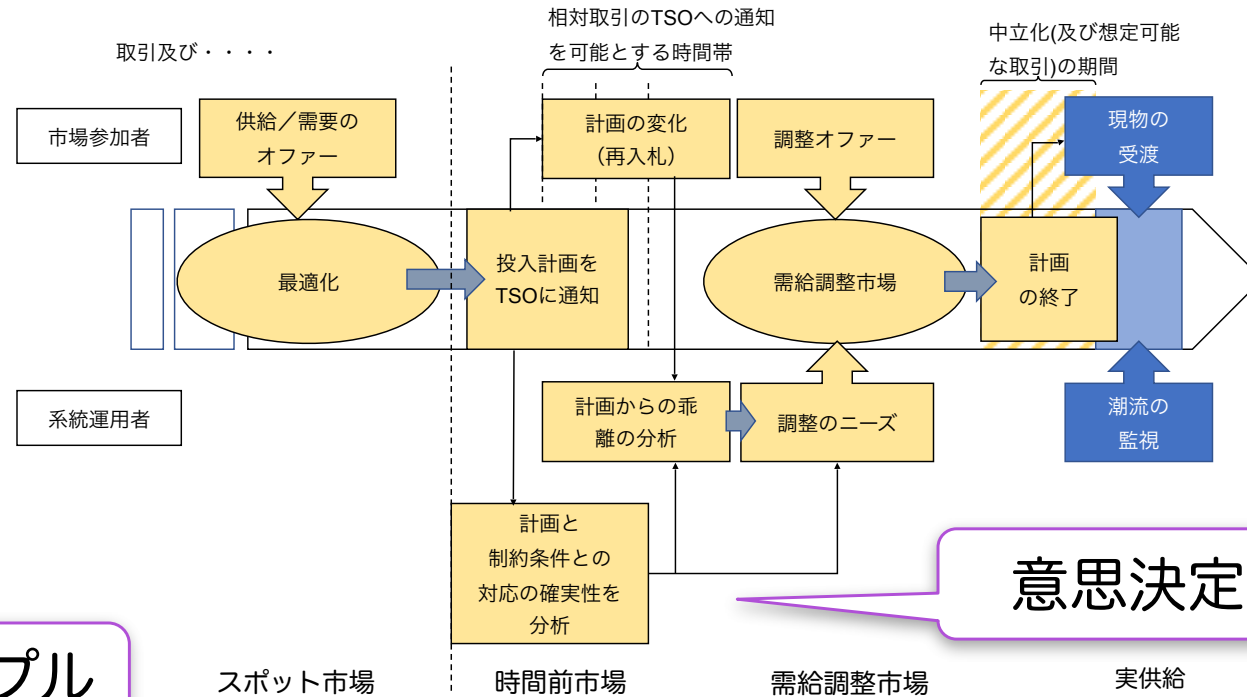 相対取引のTSOへの通知
を可能とする時間帯
取引及び・・・・
中立化(及び想定可能
な取引)の期間
市場参加者
供給／需要の
オファー
計画の変化
（再入札）
調整オファー
現物の
受渡
最適化
投入計画を
TSOに通知
需給調整市場
計画
の終了
系統運用者
計画からの乖
離の分析
調整のニーズ
潮流の
監視
計画と
制約条件との
対応の確実性を
分析
意思決定
プル
スポット市場
時間前市場
需給調整市場
実供給